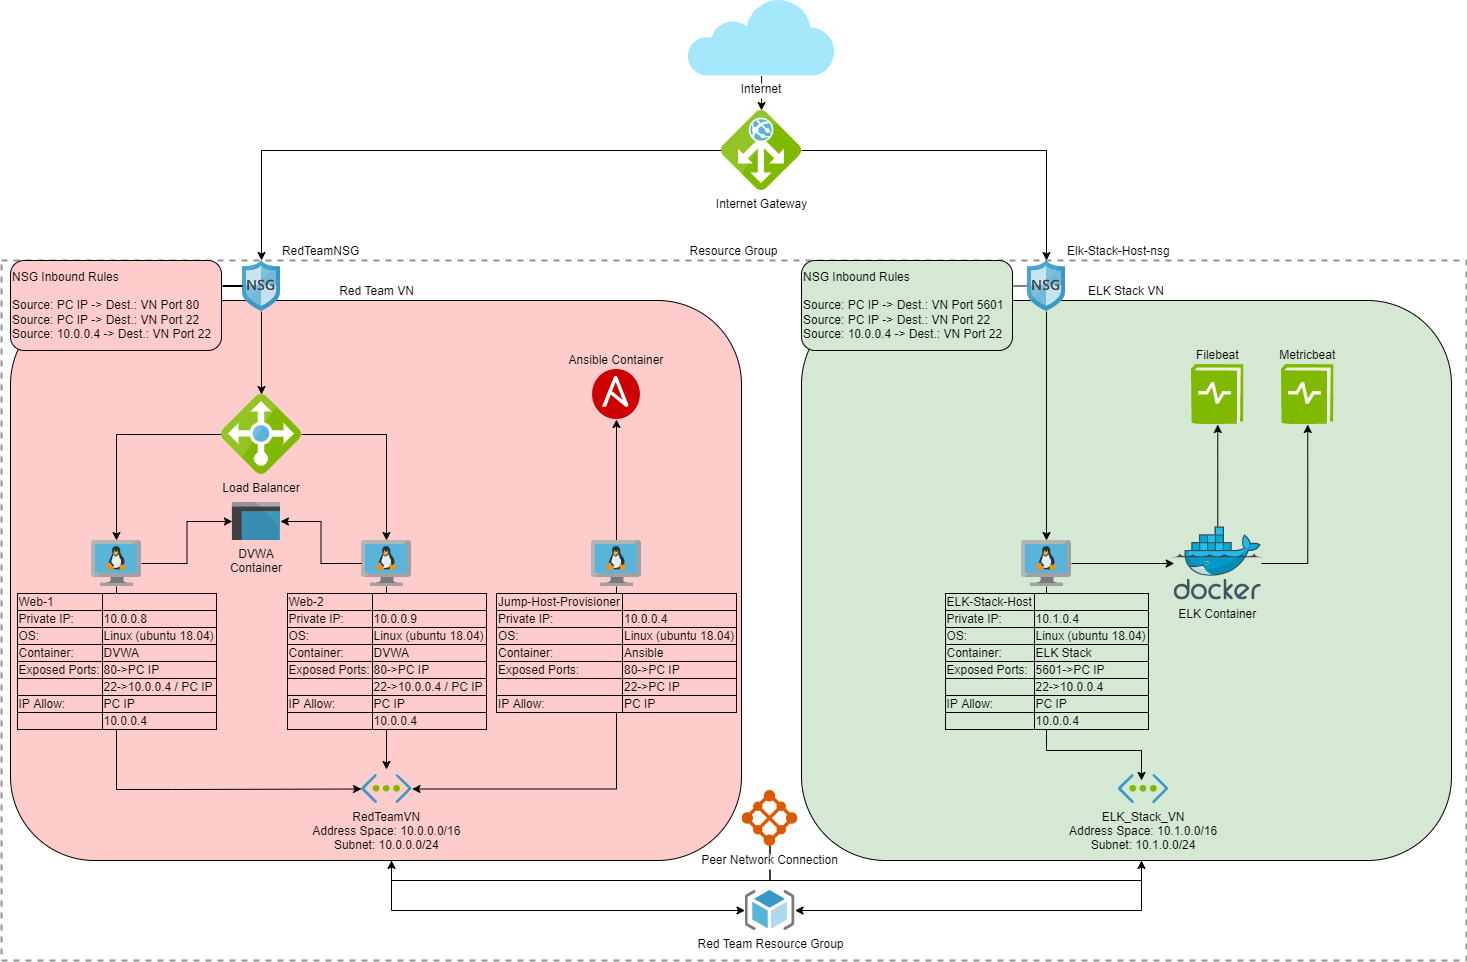 Internet
Internet Gateway
RedTeamNSG
Resource Group
Elk-Stack-Host-nsg
NSG Inbound Rules
Source: PC IP -> Dest.: VN Port 80
Source: PC IP -> Dest.: VN Port 22
Source: 10.0.0.4 -> Dest.: VN Port 22
NSG
Red Team VN
NSG Inbound Rules
Source: PC IP -> Dest.: VN Port 5601
Source: PC IP -> Dest.: VN Port 22
Source: 10.0.0.4 -> Dest.: VN Port 22
NSG
ELK Stack VN
Ansible Container
Filebeat
Metricbeat
Load Balancer
DVWA
Container
docker
ELK Container
Web-1
Private IP: 10.0.0.8
OS: Linux (ubuntu 18.04)
Container: DVWA
Exposed Ports: 80->PC IP
22->10.0.0.4 / PC IP
IP Allow: PC IP
10.0.0.4
Web-2
Private IP: 10.0.0.9
OS: Linux (ubuntu 18.04)
Container: DVWA
Exposed Ports: 80->PC IP
22->10.0.0.4 / PC IP
IP Allow: PC IP
10.0.0.4
Jump-Host-Provisioner
Private IP: 10.0.0.4
OS: Linux (ubuntu 18.04)
Container: Ansible
Exposed Ports: 80->PC IP
22->PC IP
IP Allow: PC IP
ELK-Stack-Host
Private IP: 10.1.0.4
OS: Linux (ubuntu 18.04)
Container: ELK Stack
Exposed Ports: 5601->PC IP
22->10.0.0.4
IP Allow: PC IP
10.0.0.4
RedTeamVN
Address Space: 10.0.0.0/16
Subnet: 10.0.0.0/24
ELK_Stack_VN
Address Space: 10.1.0.0/16
Subnet: 10.1.0.0/24
Peer Network Connection
Red Team Resource Group